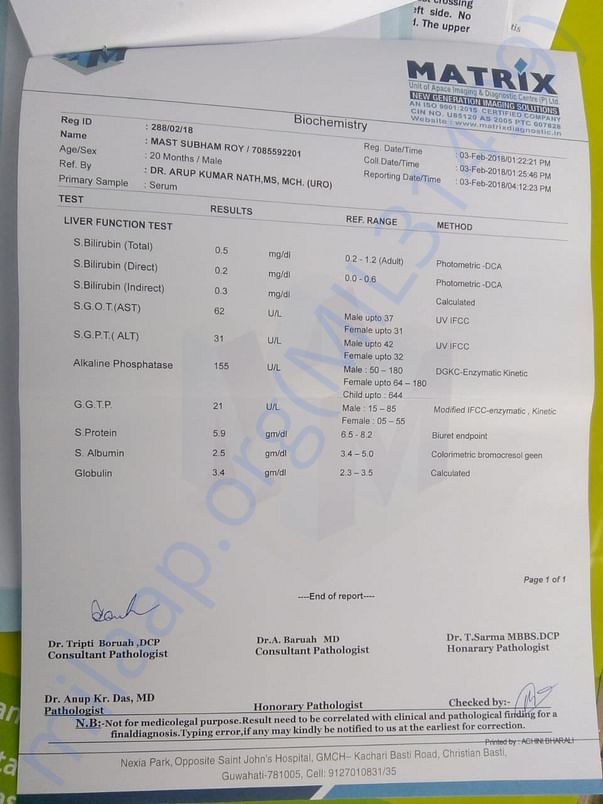 crossing
eft side. No
. The upper
tis
MATRIX
Unit of Apace Imaging & Diagnostic Centre (P) Ltd.
NEW GENERATION IMAGING SOLUTIONS
AN ISO 9001:2015 CERTIFIED COMPANY
CIN NO. U85120 AS 2005 PTC 007828
Website : www.matrixdiagnostic.in
Biochemistry
Reg ID : 288/02/18 Reg. Date/Time : 03-Feb-2018/01:22:21 PM
Name : MAST SUBHAM ROY / 7085592201 Coll.Date/Time : 03-Feb-2018/01:25:46 PM
Age/Sex : 20 Months / Male Reporting Date/Time : 03-Feb-2018/04:12:23 PM
Ref. By : DR. ARUP KUMAR NATH,MS, MCH. (URO)
Primary Sample : Serum
TEST RESULTS REF. RANGE METHOD
LIVER FUNCTION TEST
S.Bilirubin (Total) 0.5 mg/dl 0.2 - 1.2 (Adult) Photometric -DCA
S.Bilirubin (Direct) 0.2 mg/dl 0.0 -0.6 Photometric -DCA
S.Bilirubin (Indirect) 0.3 mg/dl Calculated
S.G.O.T.(AST) 62 U/L Male upto 37 UV IFCC
Female upto 31
S.G.P.T.( ALT) 31 U/L Male upto 42 UV IFCC
Female upto 32
Alkaline Phosphatase 155 U/L Male : 50 – 180 DGKC-Enzymatic Kinetic
Female upto 64 – 180
Child upto : 644
G.G.T.P. 21 U/L Male : 15 – 85 Modified IFCC-enzymatic , Kinetic
Female : 05 – 55
S.Protein 5.9 gm/dl 6.5 - 8.2 Biuret endpoint
S. Albumin 2.5 gm/dl 3.4 – 5.0 Colorimetric bromocresol geen
Globulin 3.4 gm/dl 2.3 – 3.5 Calculated
Page 1 of 1
----End of report----
Dr. Tripti Boruah ,DCP Dr.A. Baruah MD Dr. T.Sarma MBBS.DCP
Consultant Pathologist Consultant Pathologist Honarary Pathologist
Dr. Anup Kr. Das, MD
Pathologist Honorary Pathologist Checked by:-
N.B:-Not for medicolegal purpose.Result need to be correlated with clinical and pathological finding for a
finaldiagnosis.Typing error,if any may kindly be notified to us at the earliest for correction.
Printed by : ACHINI BHARALI
Nexia Park, Opposite Saint John's Hospital, GMCH– Kachari Basti Road, Christian Basti,
Guwahati-781005, Cell: 9127010831/35